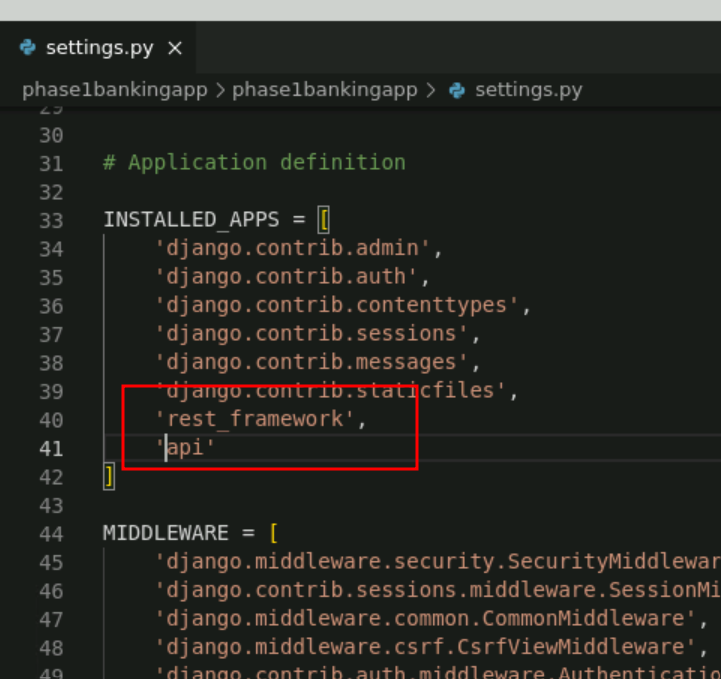 settings.py ×
phase1bankingapp > phase1bankingapp > settings.py
29
30
31 # Application definition
32
33 INSTALLED_APPS = [
34 'django.contrib.admin',
35 'django.contrib.auth',
36 'django.contrib.contenttypes',
37 'django.contrib.sessions',
38 'django.contrib.messages',
39 'django.contrib.staticfiles',
40 'rest_framework',
41 'api'
42 ]
43
44 MIDDLEWARE = [
45 'django.middleware.security.SecurityMiddlewar
46 'django.contrib.sessions.middleware.SessionMi
47 'django.middleware.common.CommonMiddleware',
48 'django.middleware.csrf.CsrfViewMiddleware',
49 'django.contrib.auth.middleware.Authenticatio